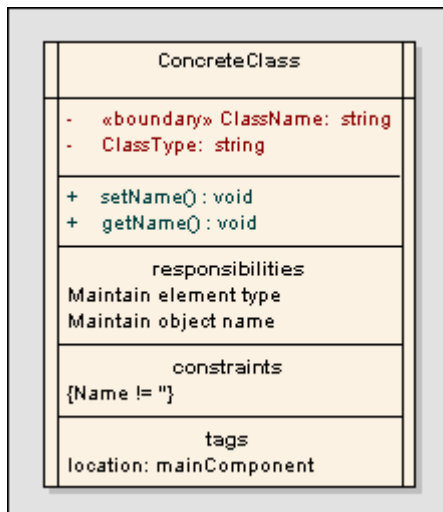 ConcreteClass
- «boundary» ClassName: string
- ClassType: string
+ setName() : void
+ getName() : void
responsibilities
Maintain element type
Maintain object name
constraints
{Name != ''}
tags
location: mainComponent